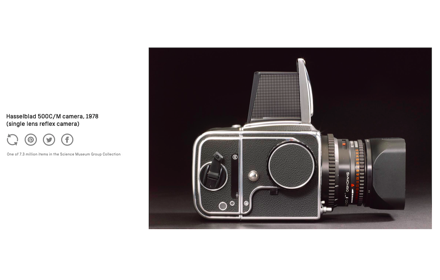 Hasselblad 500C/M camera, 1978
(single lens reflex camera)
One of 7.3 million items in the Science Museum Group Collection